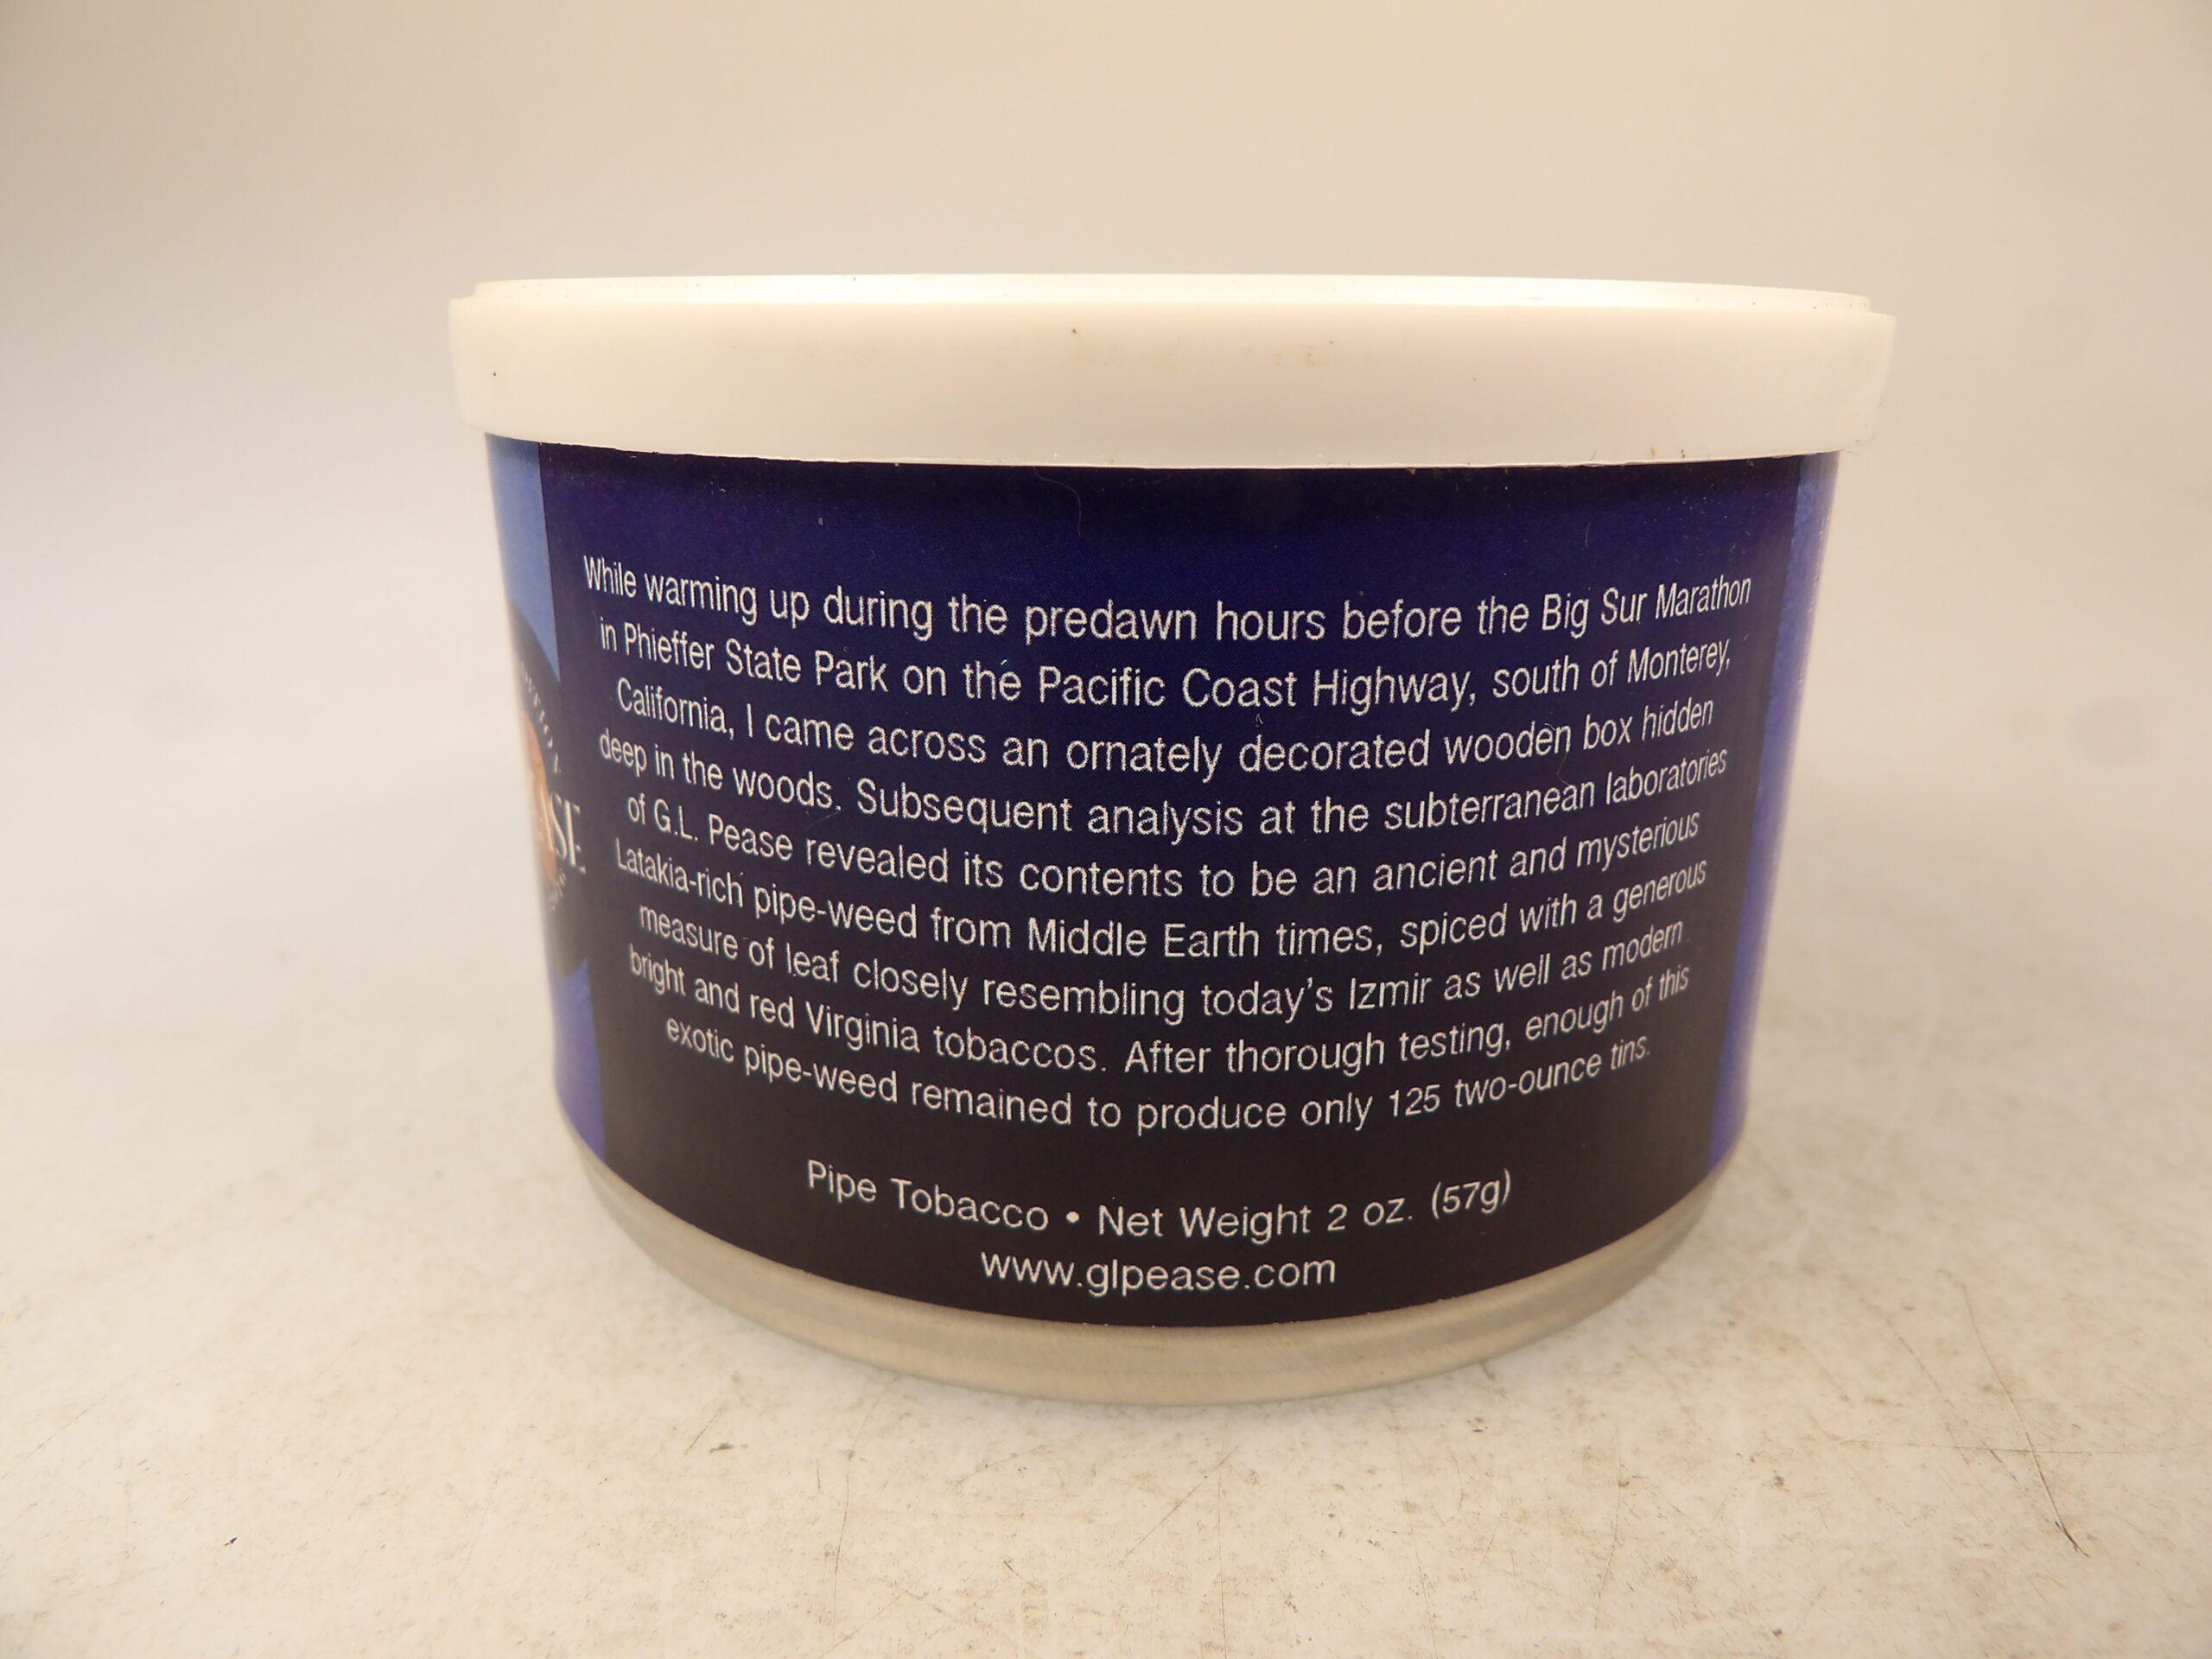 While warming up during the predawn hours before the Big Sur Marathon
in Phieffer State Park on the Pacific Coast Highway, south of Monterey,
California, I came across an ornately decorated wooden box hidden
deep in the woods. Subsequent analysis at the subterranean laboratories
of G.L. Pease revealed its contents to be an ancient and mysterious
Latakia-rich pipe-weed from Middle Earth times, spiced with a generous
measure of leaf closely resembling today's Izmir as well as modern
bright and red Virginia tobaccos. After thorough testing, enough of this
exotic pipe-weed remained to produce only 125 two-ounce tins.
Pipe Tobacco • Net Weight 2 oz. (57g)
www.glpease.com